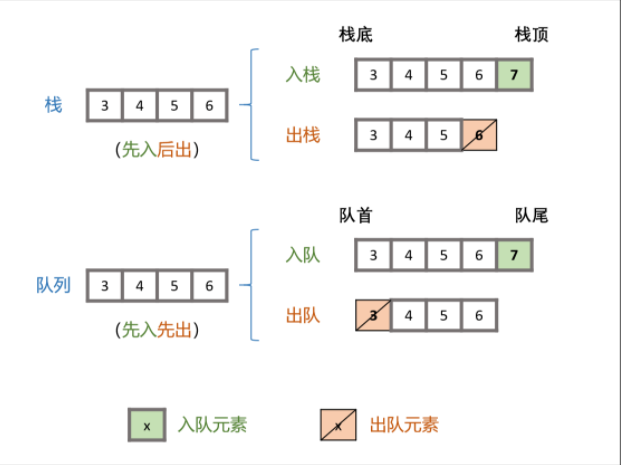 栈底 栈顶
入栈 3 4 5 6 7
栈 3 4 5 6
出栈 3 4 5 6
(先入后出)
队首 队尾
入队 3 4 5 6 7
队列 3 4 5 6
出队 3 4 5 6
(先入先出)
x 入队元素 x 出队元素